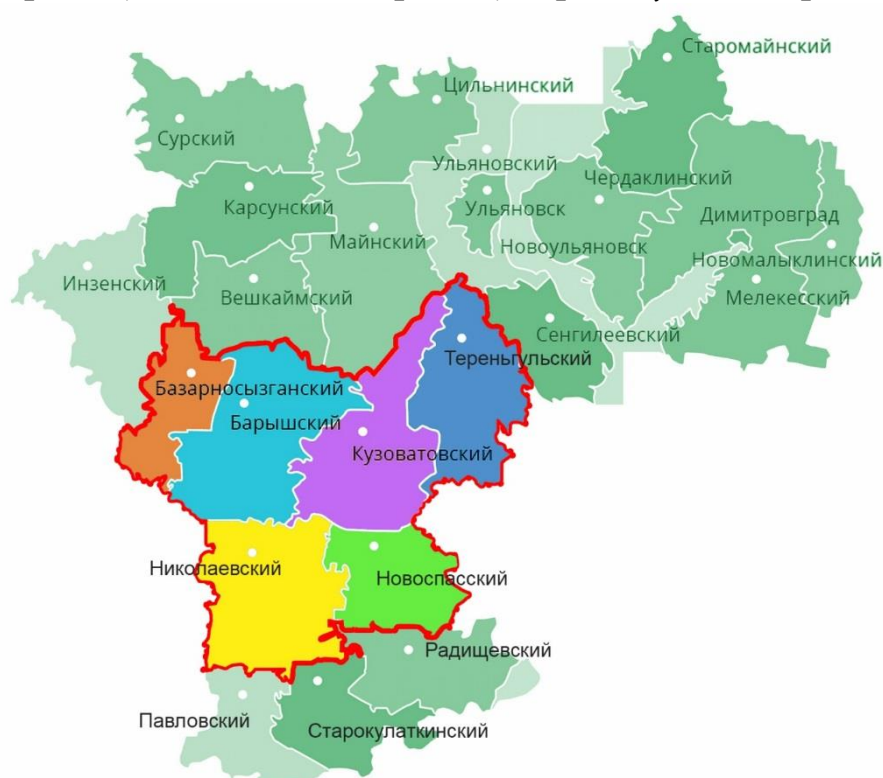 Старомайнский
Цильнинский
Сурский
Ульяновский
Чердаклинский
Карсунский
Ульяновск
Димитровград
Майнский
Новоульяновск
Новомалыклинский
Инзенский
Вешкаймский
Мелекесский
Сенгилеевский
Тереньгульский
Базарносызганский
Барышский
Кузоватовский
Николаевский
Новоспасский
Радищевский
Павловский
Старокулаткинский